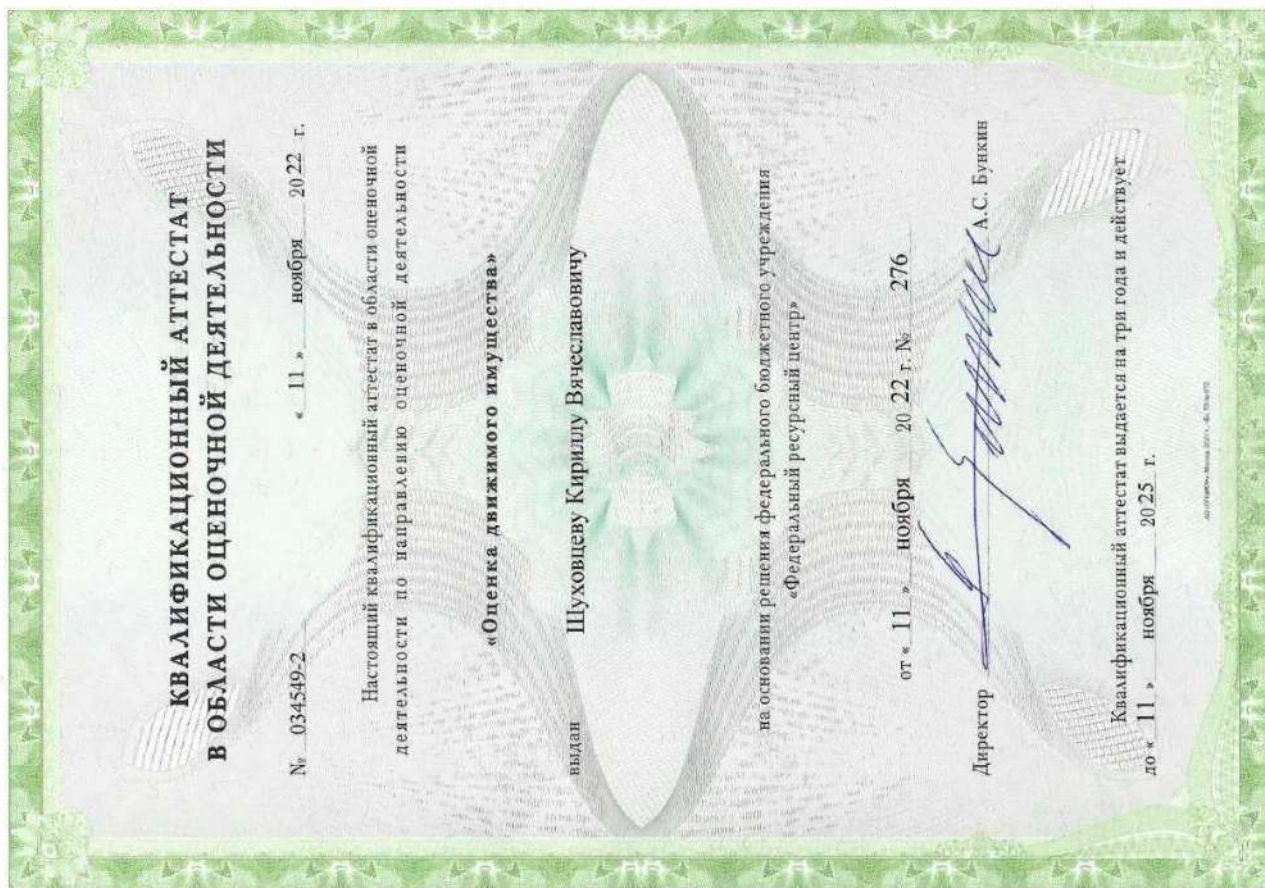 КВАЛИФИКАЦИОННЫЙ АТТЕСТАТ
В ОБЛАСТИ ОЦЕНОЧНОЙ ДЕЯТЕЛЬНОСТИ
№ 034549-2 « 11 » ноября 2022 г.
Настоящий квалификационный аттестат в области оценочной
деятельности по направлению оценочной деятельности
«Оценка движимого имущества»
выдан Шуховцеву Кириллу Вячеславовичу
на основании решения федерального бюджетного учреждения
«Федеральный ресурсный центр»
от « 11 » ноября 20 22 г. № 276
Директор А.С. Бункин
Квалификационный аттестат выдается на три года и действует
до « 11 » ноября 2025 г.